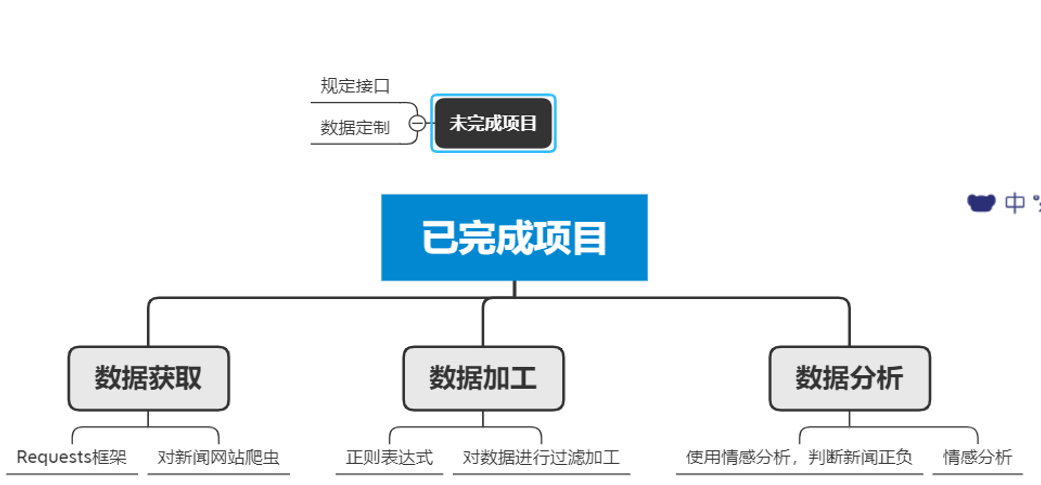 规定接口
数据定制
未完成项目
中
已完成项目
数据获取
数据加工
数据分析
Requests框架
对新闻网站爬虫
正则表达式
对数据进行过滤加工
使用情感分析，判断新闻正负
情感分析